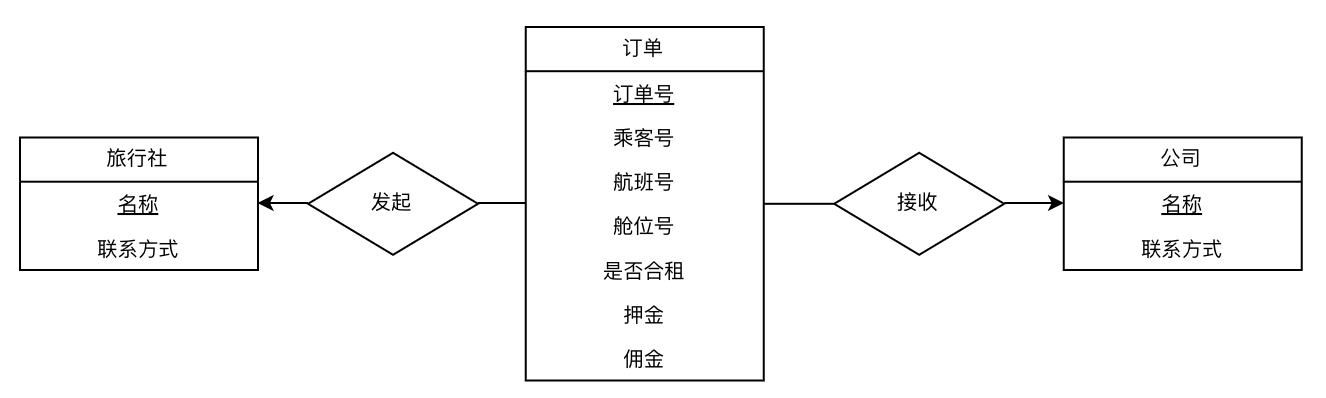 旅行社
名称
联系方式
发起
订单
订单号
乘客号
航班号
舱位号
是否合租
押金
佣金
接收
公司
名称
联系方式